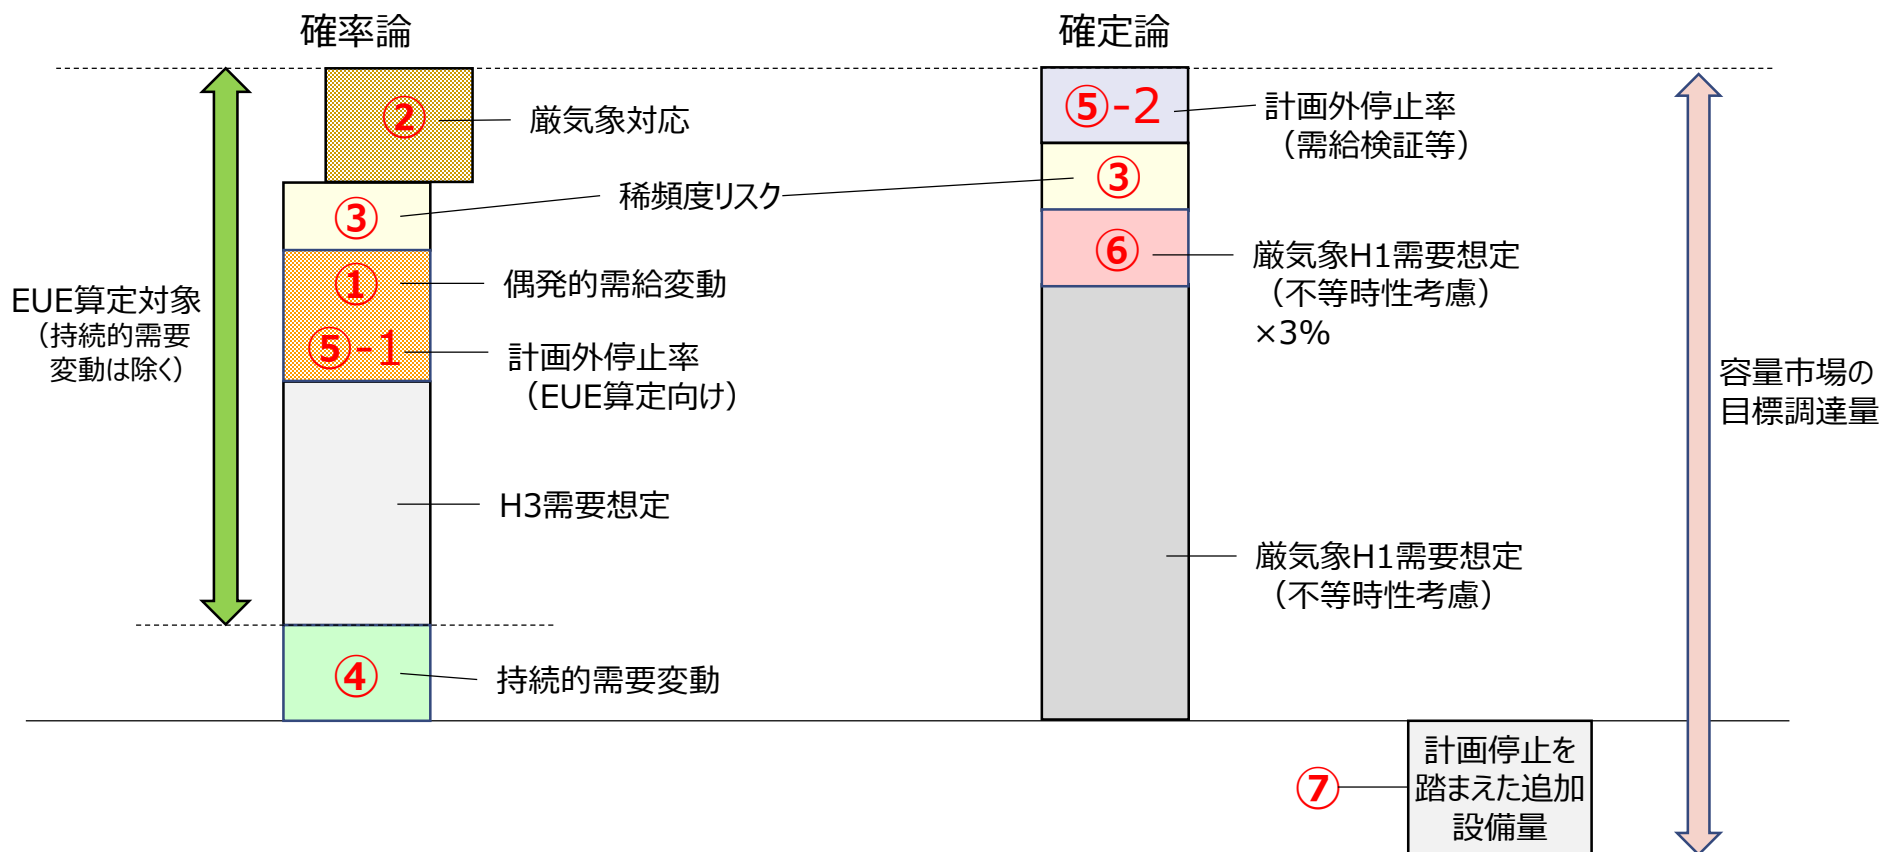 確率論
確定論
②
厳気象対応
③
稀頻度リスク
①
偶発的需給変動
⑤-1
計画外停止率
（EUE算定向け）
H3需要想定
④
持続的需要変動
EUE算定対象
（持続的需要
変動は除く）
⑤-2
計画外停止率
（需給検証等）
③
⑥
厳気象H1需要想定
（不等時性考慮）
×3%
厳気象H1需要想定
（不等時性考慮）
容量市場の
目標調達量
⑦
計画停止を
踏まえた追加
設備量